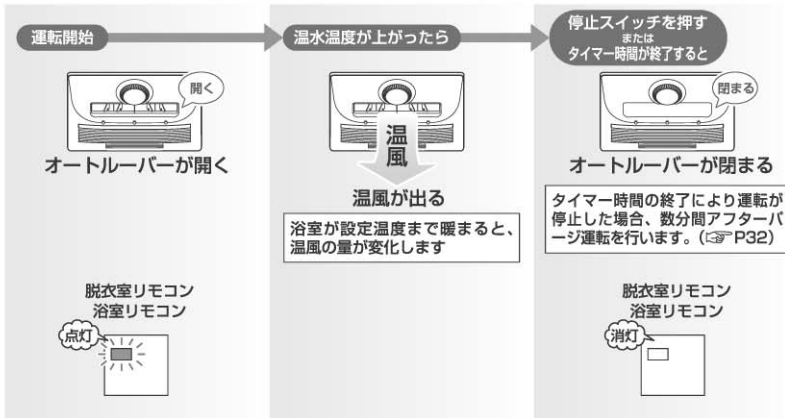 運転開始
開く
オートルーバーが開く
脱衣室リモコン
浴室リモコン
点灯
温水温度が上がったら
温風
温風が出る
浴室が設定温度まで暖まると、
温風の量が変化します
停止スイッチを押す
または
タイマー時間が終了すると
閉まる
オートルーバーが閉まる
タイマー時間の終了により運転が
停止した場合、数分間アフターパ
ージ運転を行います。(☞P32)
脱衣室リモコン
浴室リモコン
消灯